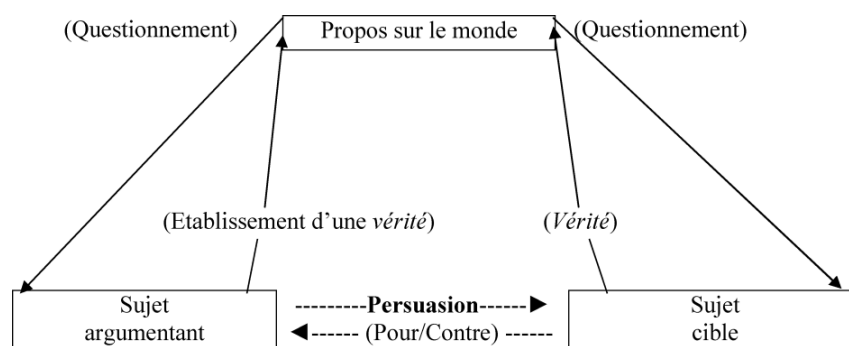 (Questionnement) Propos sur le monde (Questionnement)
(Etablissement d’une vérité) (Vérité)
Sujet argumentant
------Persuasion-----
(Pour/Contre)
Sujet cible